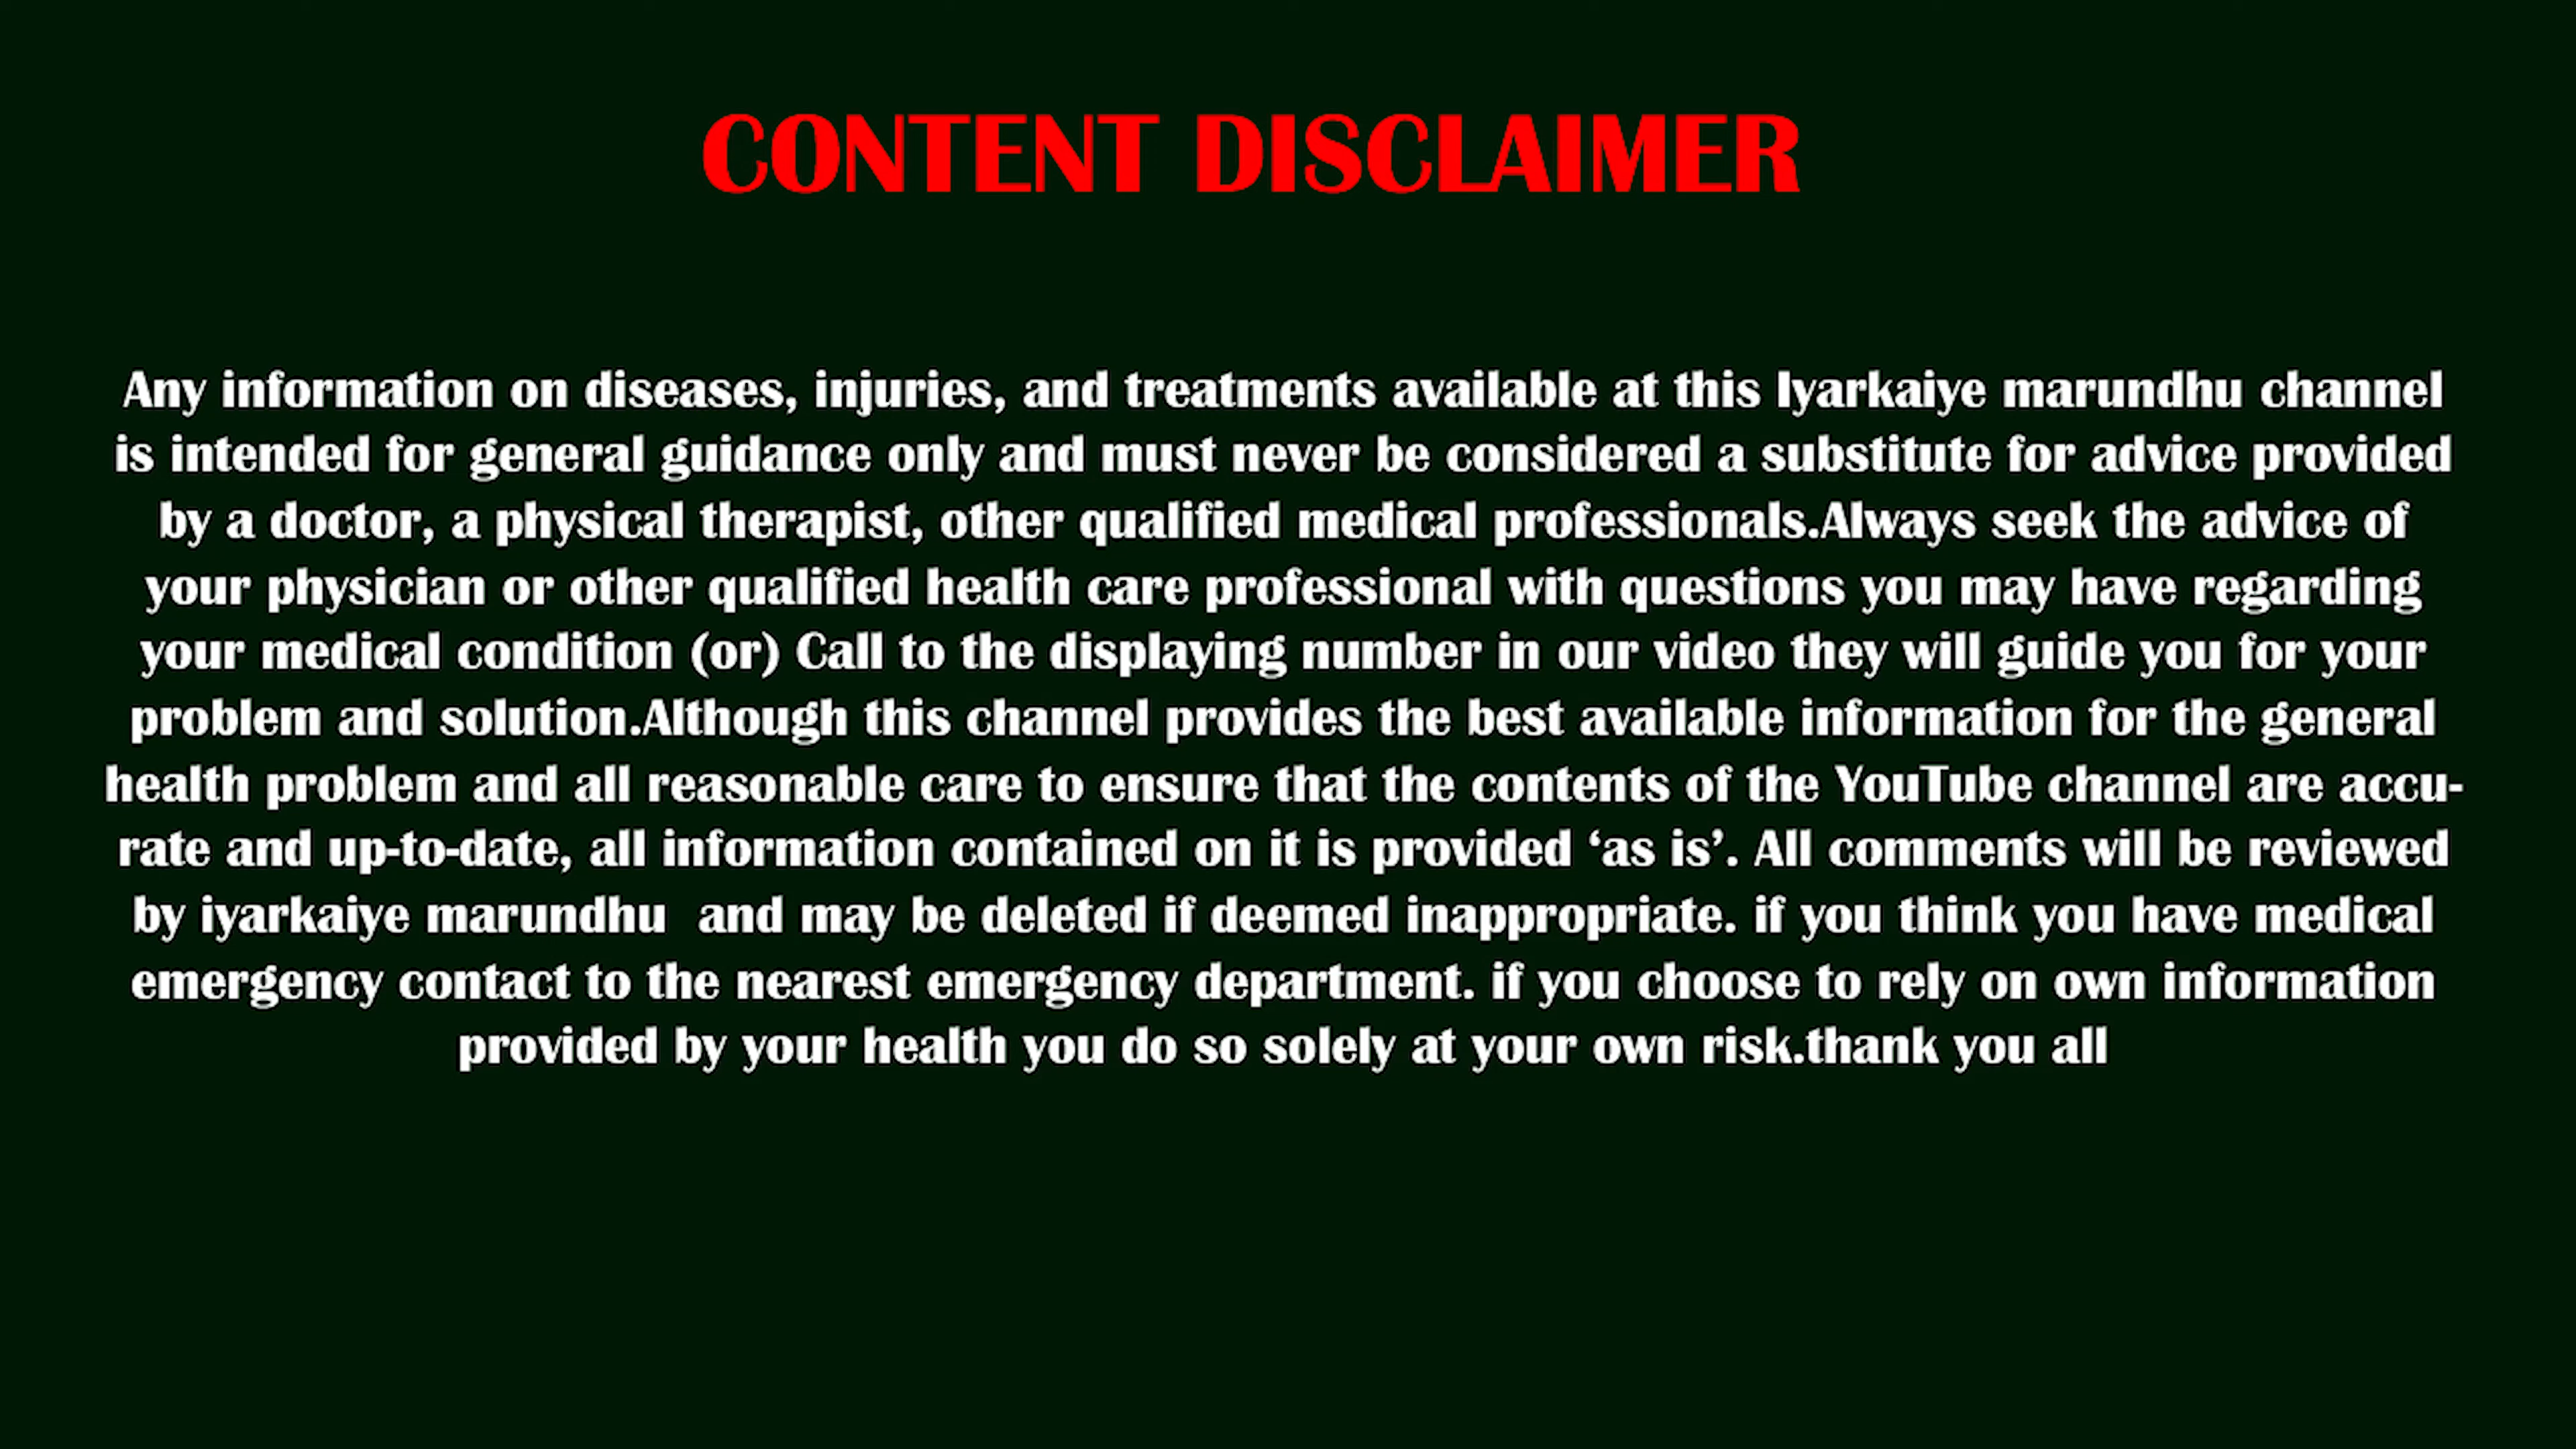 CONTENT DISCLAIMER
Any information on diseases, injuries, and treatments available at this Iyarkaiye marundhu channel
is intended for general guidance only and must never be considered a substitute for advice provided
by a doctor, a physical therapist, other qualified medical professionals.Always seek the advice of
your physician or other qualified health care professional with questions you may have regarding
your medical condition (or) Call to the displaying number in our video they will guide you for your
problem and solution.Although this channel provides the best available information for the general
health problem and all reasonable care to ensure that the contents of the YouTube channel are accu-
rate and up-to-date, all information contained on it is provided ‘as is’. All comments will be reviewed
by iyarkaiye marundhu  and may be deleted if deemed inappropriate. if you think you have medical
emergency contact to the nearest emergency department. if you choose to rely on own information
provided by your health you do so solely at your own risk.thank you all